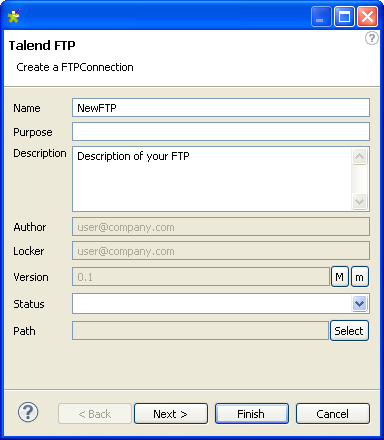 Talend FTP
Create a FTPConnection
Name NewFTP
Purpose
Description Description of your FTP
Author user@company.com
Locker user@company.com
Version 0.1 M m
Status
Path Select
? < Back Next > Finish Cancel